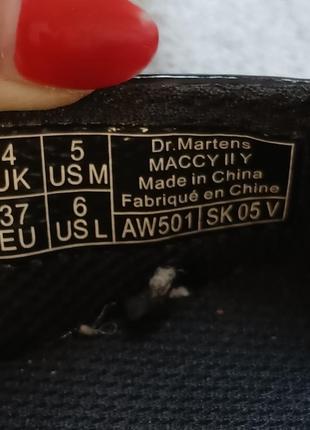 4 UK
5 US M
37 EU
6 US L
Dr.Martens
MACCY II Y
Made in China
Fabriqué en Chine
AW501 SK 05 V